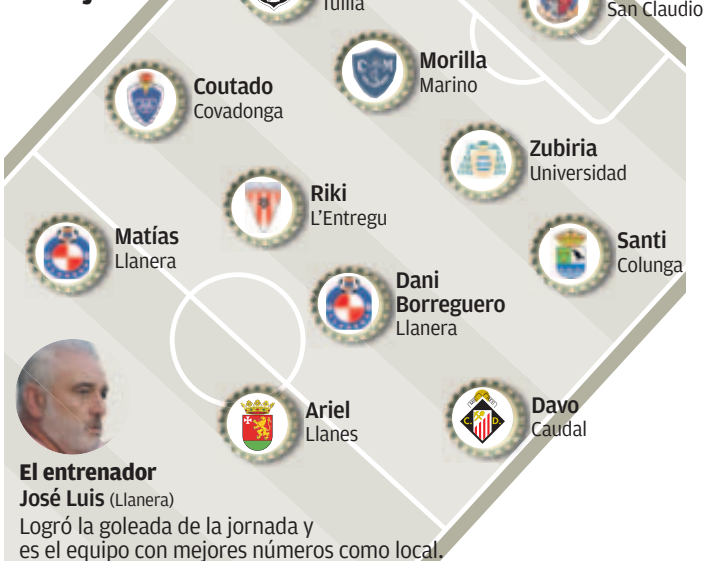 Tuilla
San Claudio
Morilla
Marino
Coutado
Covadonga
Zubiria
Universidad
Riki
L'Entregu
Matías
Llanera
Santi
Colunga
Dani
Borreguero
Llanera
Ariel
Llanes
Davo
Caudal
C. D.
El entrenador
José Luis (Llanera)
Logró la goleada de la jornada y
es el equipo con mejores números como local.